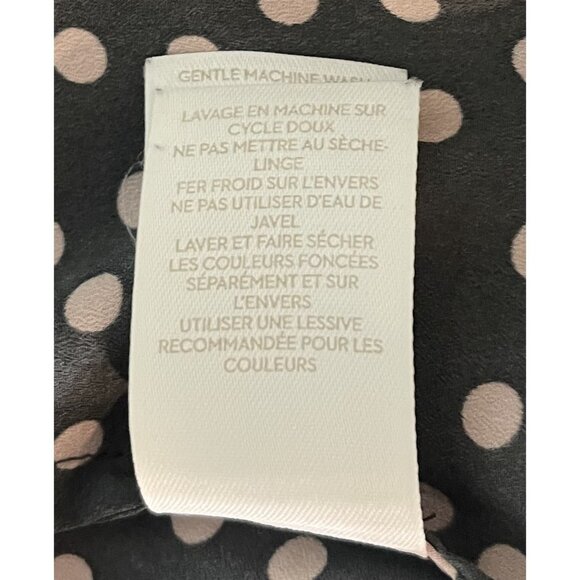 GENTLE MACHINE WASH
LAVAGE EN MACHINE SUR
CYCLE DOUX
NE PAS METTRE AU SÈCHE-
LINGE
FER FROID SUR L'ENVERS
NE PAS UTILISER D'EAU DE
JAVEL
LAVER ET FAIRE SÉCHER
LES COULEURS FONCÉES
SÉPARÉMENT ET SUR
L'ENVERS
UTILISER UNE LESSIVE
RECOMMANDÉE POUR LES
COULEURS